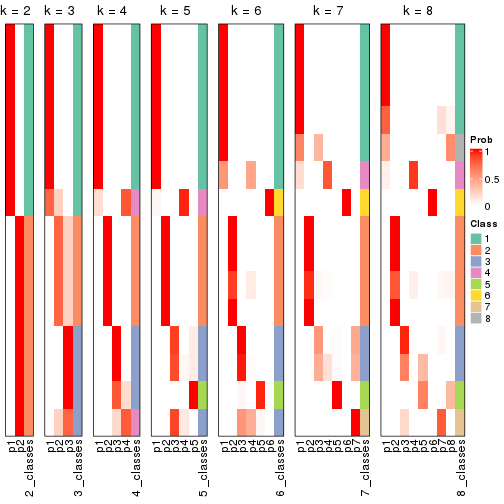 k = 2 k = 3 k = 4 k = 5 k = 6 k = 7 k = 8
Prob
1
0.5
0
Class
1
2
3
4
5
6
7
8
p1 p2 2_classes p1 p2 p3 3_classes p1 p2 p3 p4 4_classes p1 p2 p3 p4 p5 5_classes p1 p2 p3 p4 p5 p6 6_classes p1 p2 p3 p4 p5 p6 p7 7_classes p1 p2 p3 p4 p5 p6 p7 p8 8_classes